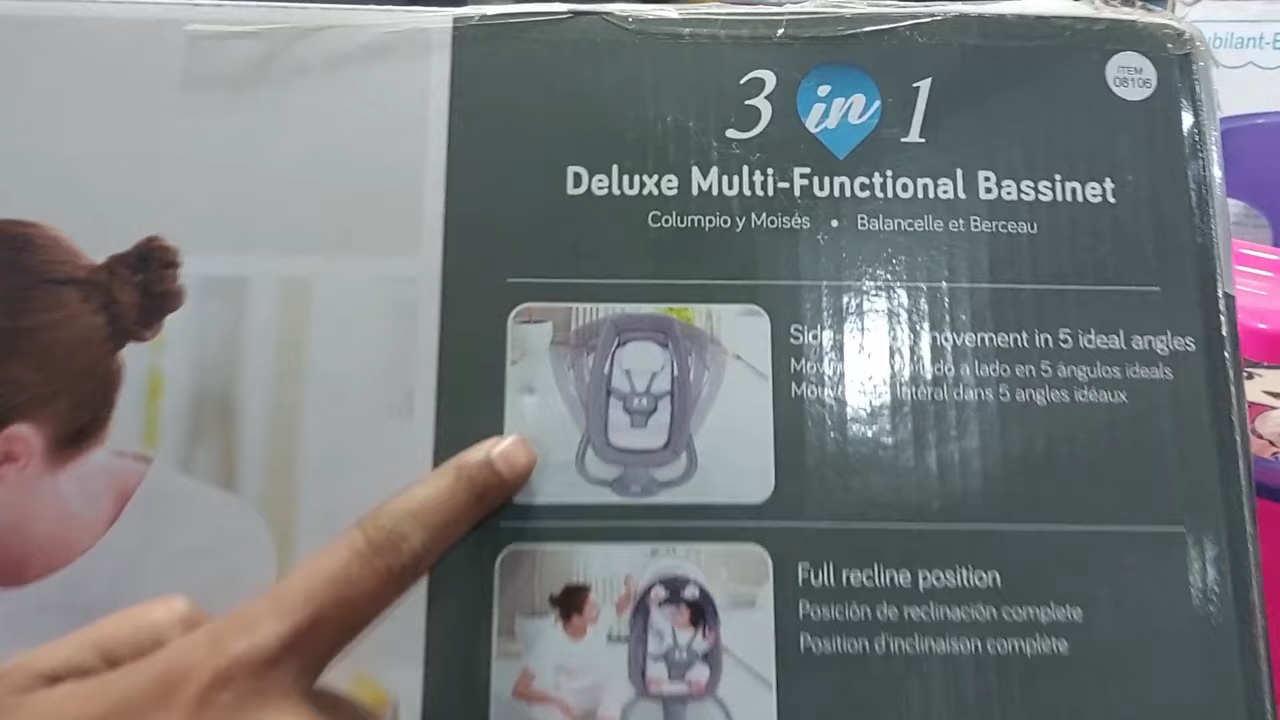 3 in 1
ITEM
08106
Deluxe Multi-Functional Bassinet
Columpio y Moisés • Balancelle et Berceau
movement in 5 ideal angles
a lado en 5 ángulos ideals
dans 5 angles idéaux
Full recline position
Posición de reclinación complete
Position d'inclinaison complète